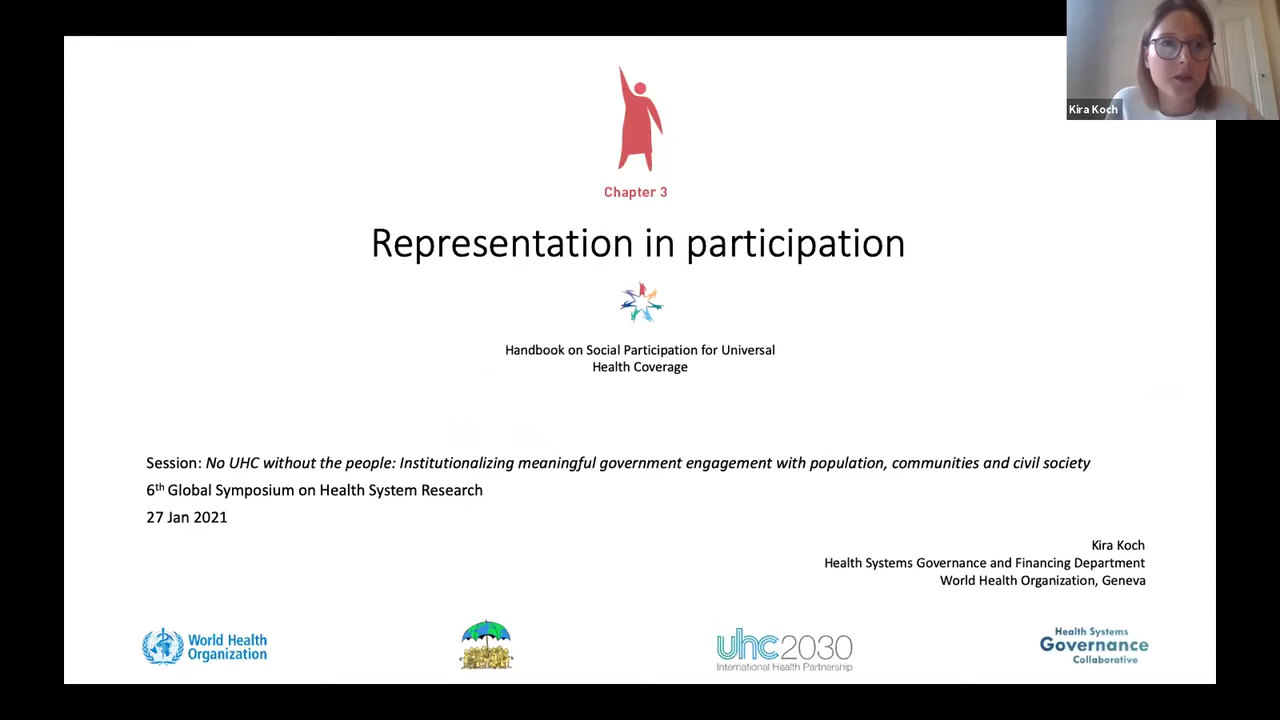 Kira Koch
Chapter 3
Representation in participation
Handbook on Social Participation for Universal
Health Coverage
Session: No UHC without the people: Institutionalizing meaningful government engagement with population, communities and civil society
6th Global Symposium on Health System Research
27 Jan 2021
Kira Koch
Health Systems Governance and Financing Department
World Health Organization, Geneva
World Health
Organization
uhc2030
International Health Partnership
Health Systems
Governance
Collaborative